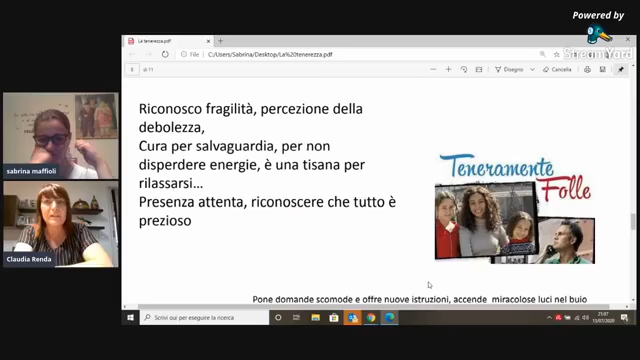 Powered by
StreamYard
La tenerezza.pdf
File
C:/Users/Sabrina/Desktop/La%20tenerezza.pdf
8
di 11
Disegno
Cancella
Riconosco fragilità, percezione della
debolezza,
Cura per salvaguardia, per non
disperdere energie, è una tisana per
rilassarsi...
Presenza attenta, riconoscere che tutto è
prezioso
Teneramente
Folle
sabrina maffioli
Claudia Renda
Pone domande scomode e offre nuove istruzioni, accende miracolose luci nel buio
Scrivi qui per eseguire la ricerca
21:07
13/07/2020